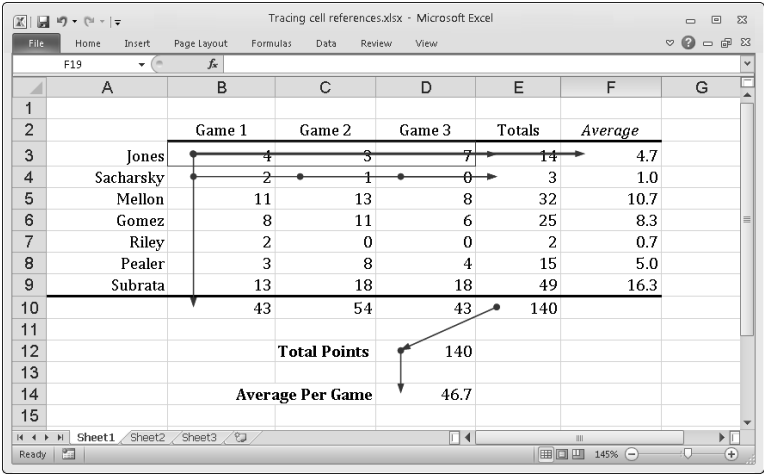 Tracing cell references.xlsx - Microsoft Excel
File Home Insert Page Layout Formulas Data Review View
F19 fx
A B C D E F G
1
2 Game 1 Game 2 Game 3 Totals Average
3 Jones 4 3 7 14 4.7
4 Sacharsky 2 1 0 3 1.0
5 Mellon 11 13 8 32 10.7
6 Gomez 8 11 6 25 8.3
7 Riley 2 0 0 2 0.7
8 Pealer 3 8 4 15 5.0
9 Subrata 13 18 18 49 16.3
10 43 54 43 140
11
12 Total Points 140
13
14 Average Per Game 46.7
15
Sheet1 Sheet2 Sheet3
Ready 145%